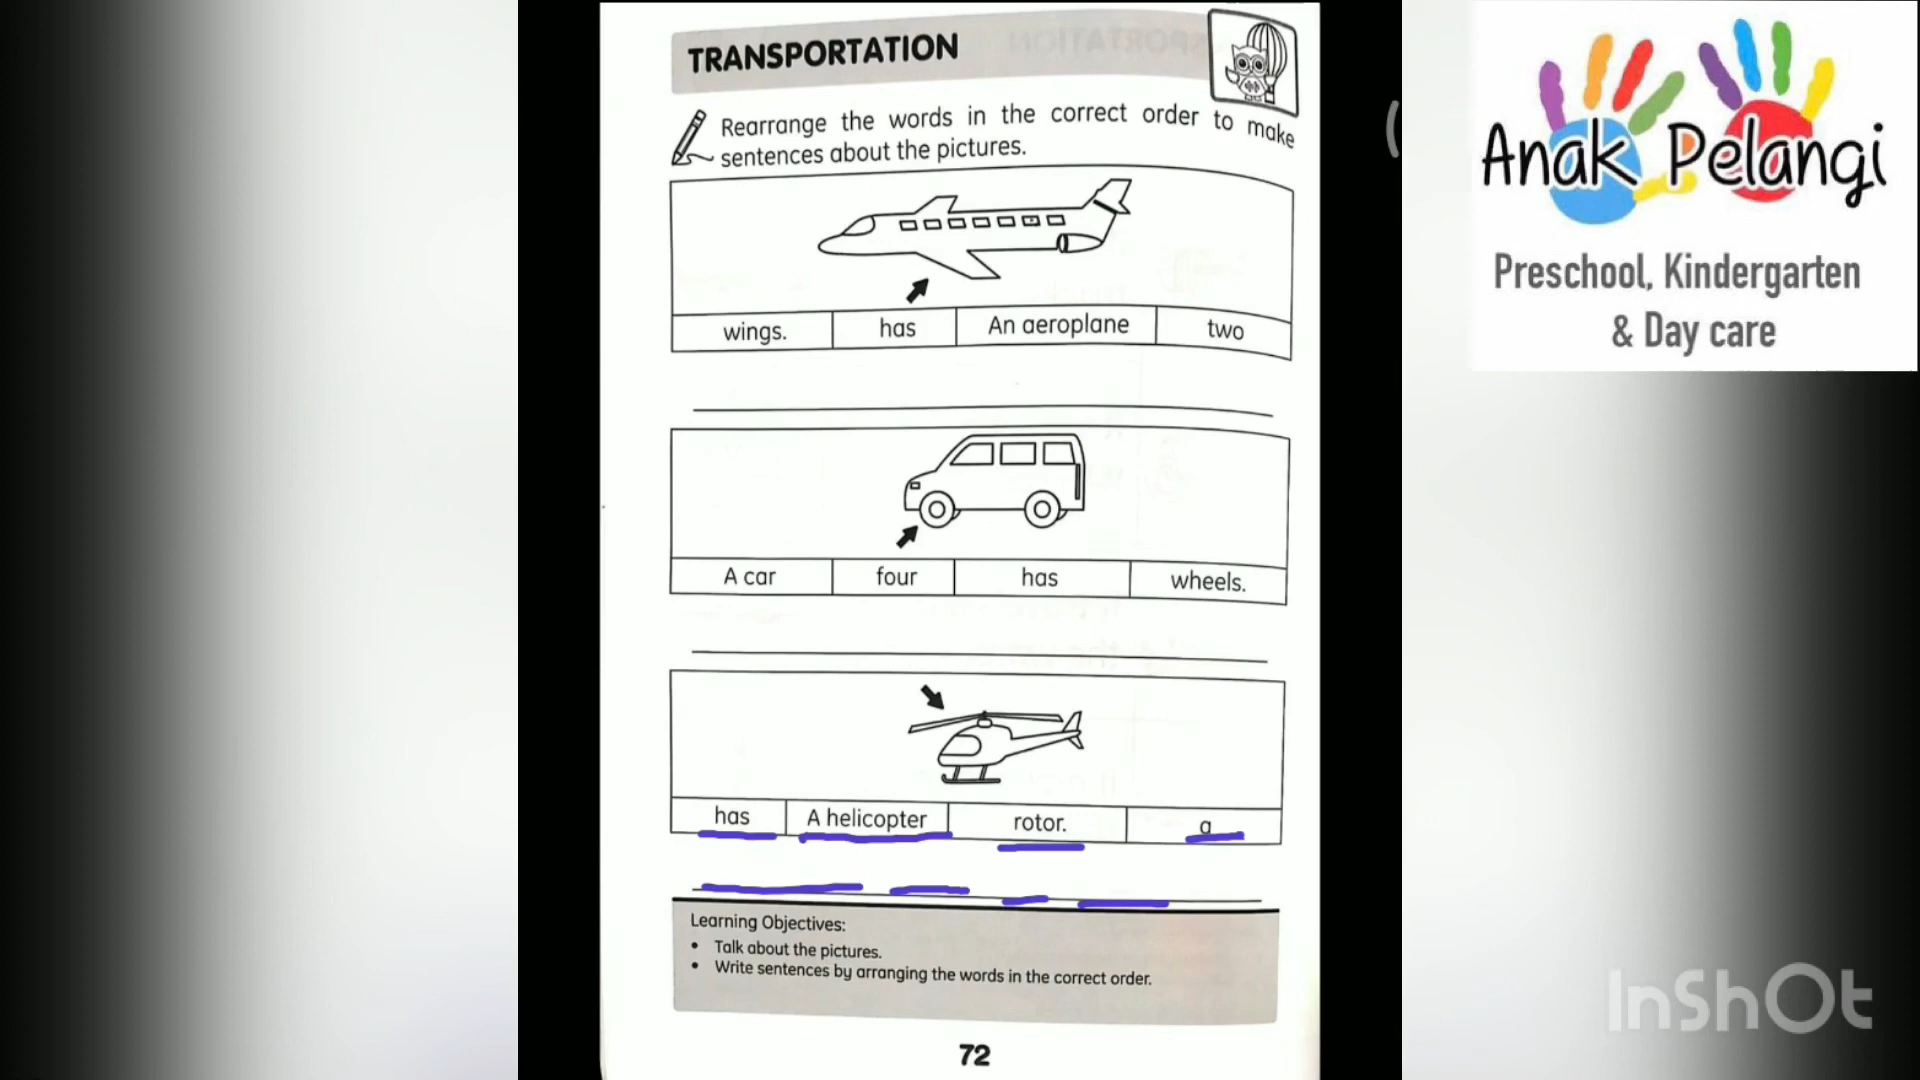 TRANSPORTATION
Rearrange the words in the correct order to make
sentences about the pictures.
wings. has An aeroplane two
A car four has wheels.
has A helicopter rotor. a
Learning Objectives:
• Talk about the pictures.
• Write sentences by arranging the words in the correct order.
72
Anak Pelangi
Preschool, Kindergarten
& Day care
InShOt